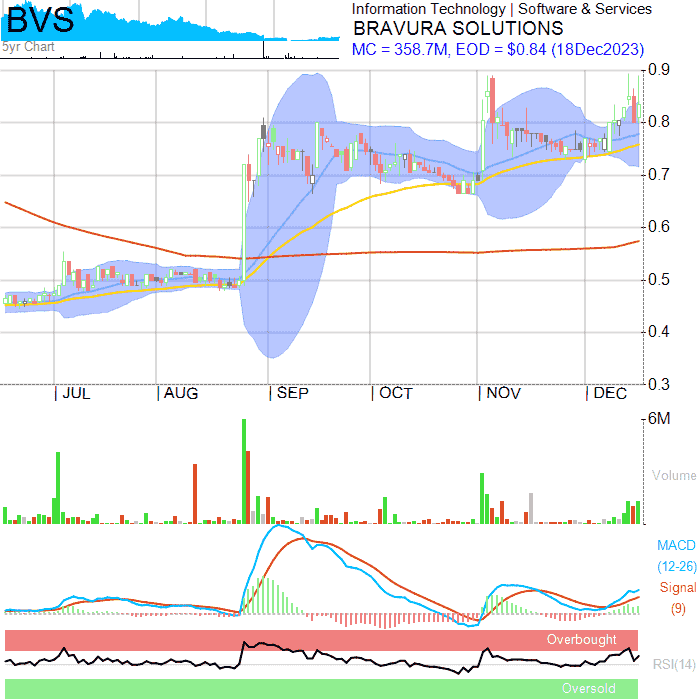 BVS
5yr Chart
Information Technology | Software & Services
BRAVURA SOLUTIONS
MC = 358.7M, EOD = $0.84 (18Dec2023)
0.9
0.8
0.7
0.6
0.5
0.4
0.3
JUL AUG SEP OCT NOV DEC
6M
Volume
MACD
(12-26)
Signal
(9)
Overbought
RSI(14)
Oversold